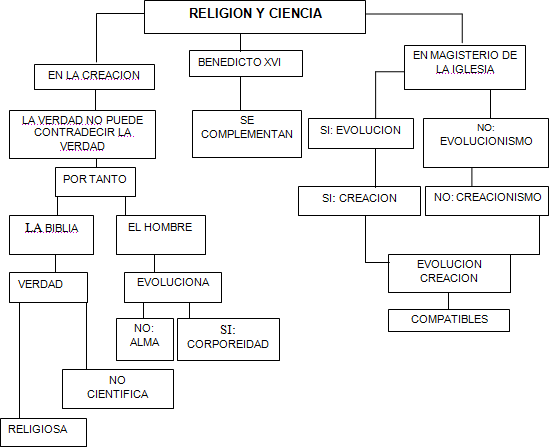 RELIGION Y CIENCIA
EN LA CREACION
BENEDICTO XVI
EN MAGISTERIO DE
LA IGLESIA
LA VERDAD NO PUEDE
CONTRADECIR LA
VERDAD
SE
COMPLEMENTAN
SI: EVOLUCION
NO:
EVOLUCIONISMO
POR TANTO
SI: CREACION
NO: CREACIONISMO
LA BIBLIA
EL HOMBRE
EVOLUCION
CREACION
VERDAD
EVOLUCIONA
COMPATIBLES
NO:
ALMA
SI:
CORPOREIDAD
NO
CIENTIFICA
RELIGIOSA